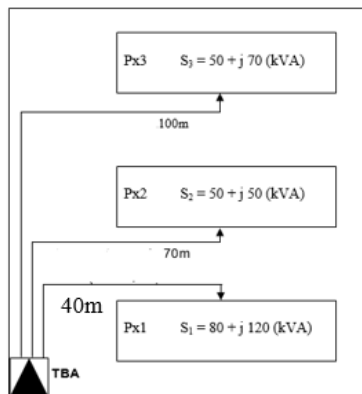 Px3 S₃ = 50 + j 70 (kVA)
100m
Px2 S₂ = 50 + j 50 (kVA)
70m
40m
Px1 S₁ = 80 + j 120 (kVA)
TBA